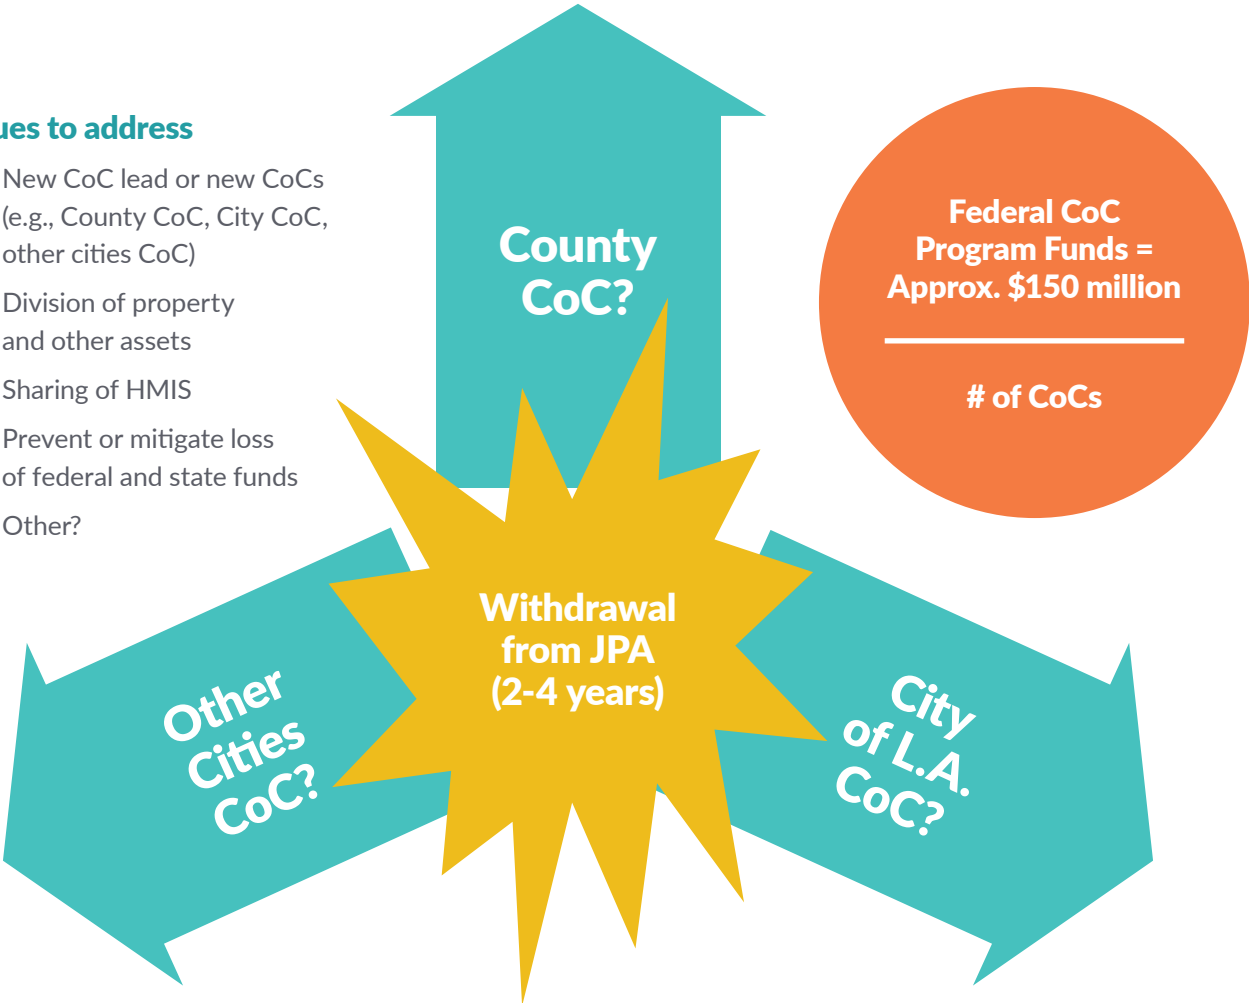 ues to address
New CoC lead or new CoCs
(e.g., County CoC, City CoC,
other cities CoC)
Division of property
and other assets
Sharing of HMIS
Prevent or mitigate loss
of federal and state funds
Other?
County
CoC?
Federal CoC
Program Funds =
Approx. $150 million
# of CoCs
Withdrawal
from JPA
(2-4 years)
Other
Cities
CoC?
City
of L.A.
CoC?